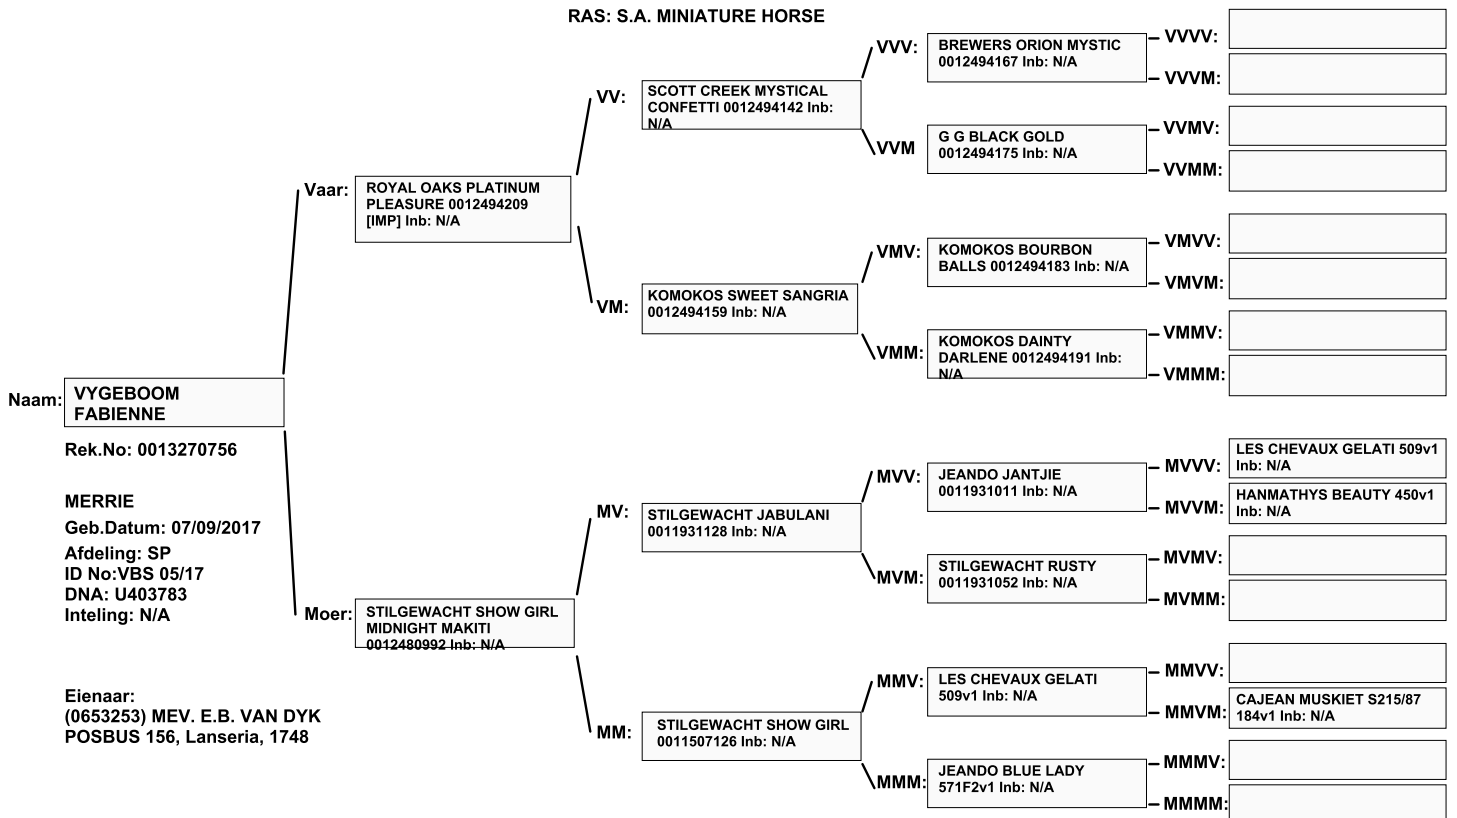 RAS: S.A. MINIATURE HORSE
Naam:
VYGEBOOM
FABIENNE
Rek.No: 0013270756
MERRIE
Geb.Datum: 07/09/2017
Afdeling: SP
ID No:VBS 05/17
DNA: U403783
Inteling: N/A
Eienaar:
(0653253) MEV. E.B. VAN DYK
POSBUS 156, Lanseria, 1748
Vaar:
ROYAL OAKS PLATINUM
PLEASURE 0012494209
[IMP] Inb: N/A
Moer:
STILGEWACHT SHOW GIRL
MIDNIGHT MAKITI
0012480992 Inb: N/A
VV:
SCOTT CREEK MYSTICAL
CONFETTI 0012494142 Inb:
N/A
VM:
KOMOKOS SWEET SANGRIA
0012494159 Inb: N/A
MV:
STILGEWACHT JABULANI
0011931128 Inb: N/A
MM:
STILGEWACHT SHOW GIRL
0011507126 Inb: N/A
VVV:
BREWERS ORION MYSTIC
0012494167 Inb: N/A
VVM
G G BLACK GOLD
0012494175 Inb: N/A
VMV:
KOMOKOS BOURBON
BALLS 0012494183 Inb: N/A
VMM:
KOMOKOS DAINTY
DARLENE 0012494191 Inb:
N/A
MVV:
JEANDO JANTJIE
0011931011 Inb: N/A
MVM:
STILGEWACHT RUSTY
0011931052 Inb: N/A
MMV:
LES CHEVAUX GELATI
509v1 Inb: N/A
MMM:
JEANDO BLUE LADY
571F2v1 Inb: N/A
VVVV:
VVVM:
VVMV:
VVMM:
VMVV:
VMVM:
VMMV:
VMMM:
MVVV:
LES CHEVAUX GELATI 509v1
Inb: N/A
MVVM:
HANMATHYS BEAUTY 450v1
Inb: N/A
MVMV:
MVMM:
MMVV:
MMVM:
CAJEAN MUSKIET S215/87
184v1 Inb: N/A
MMMV:
MMMM: